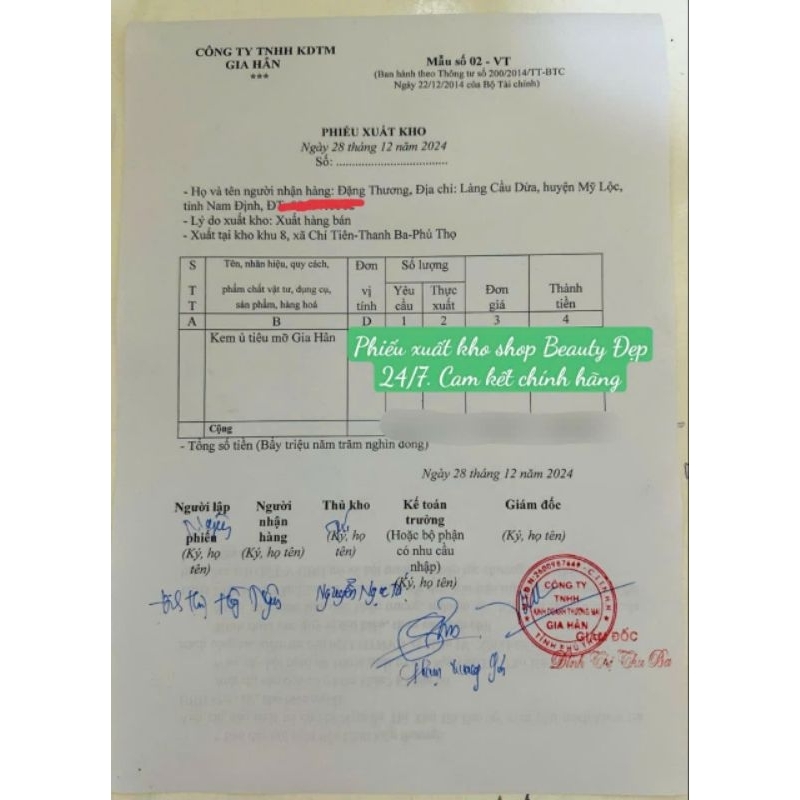 CÔNG TY TNHH KDTM
GIA HÂN
***
Mẫu số 02 - VT
(Ban hành theo Thông tư số 200/2014/TT-BTC
Ngày 22/12/2014 của Bộ Tài chính)
PHIẾU XUẤT KHO
Ngày 28 tháng 12 năm 2024
Số: ..................................
- Họ và tên người nhận hàng: Đặng Thương, Địa chỉ: Làng Cầu Dừa, huyện Mỹ Lộc,
tỉnh Nam Định, ĐT
- Lý do xuất kho: Xuất hàng bán
- Xuất tại kho khu 8, xã Chí Tiên-Thanh Ba-Phú Thọ
S T T
Tên, nhãn hiệu, quy cách, phẩm chất vật tư, dụng cụ, sản phẩm, hàng hoá
Đơn vị tính
Số lượng
Yêu cầu
Thực xuất
Đơn giá
Thành tiền
A B D 1 2 3 4
Kem ủ tiêu mỡ Gia Hân
Phiếu xuất kho shop Beauty Đẹp
24/7. Cam kết chính hãng
Cộng
- Tổng số tiền (Bảy triệu năm trăm nghìn đồng)
Ngày 28 tháng 12 năm 2024
Người lập phiếu
(Ký, họ tên)
Người nhận hàng
(Ký, họ tên)
Thủ kho
(Ký, họ tên)
Kế toán trưởng
(Hoặc bộ phận có nhu cầu nhập)
(Ký, họ tên)
Giám đốc
(Ký, họ tên)
Nguyễn Ngọc
CÔNG TY
TNHH
KINH DOANH THƯƠNG MẠI
GIA HÂN
GIÁM ĐỐC
Đinh Thị Thu Ba